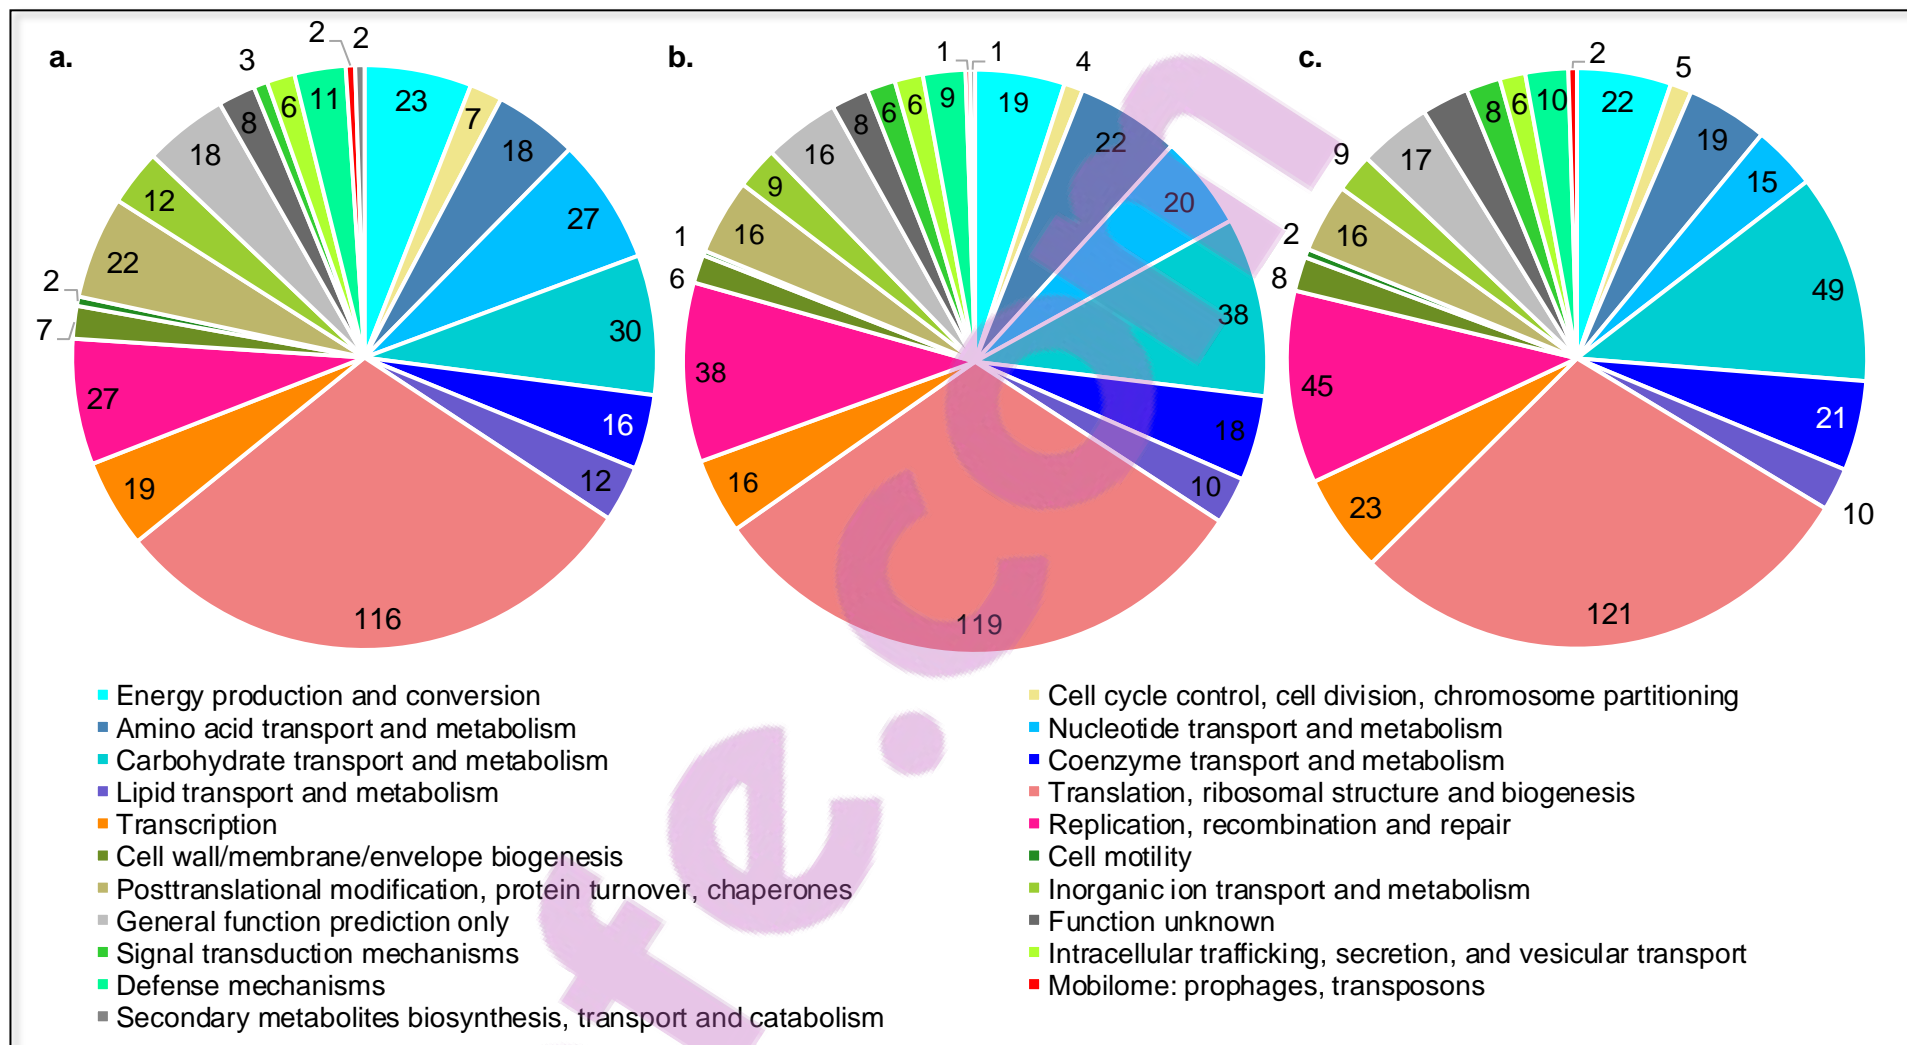 a.
2
2
3
6
11
23
7
18
27
30
16
12
116
19
27
7
2
22
12
18
8
b.
1
1
4
19
22
20
38
18
10
119
16
38
6
1
16
9
16
8
6
6
9
c.
2
5
22
19
15
49
21
10
121
23
45
8
2
16
9
17
8
6
10
Energy production and conversion
Cell cycle control, cell division, chromosome partitioning
Amino acid transport and metabolism
Nucleotide transport and metabolism
Carbohydrate transport and metabolism
Coenzyme transport and metabolism
Lipid transport and metabolism
Translation, ribosomal structure and biogenesis
Transcription
Replication, recombination and repair
Cell wall/membrane/envelope biogenesis
Cell motility
Posttranslational modification, protein turnover, chaperones
Inorganic ion transport and metabolism
General function prediction only
Function unknown
Signal transduction mechanisms
Intracellular trafficking, secretion, and vesicular transport
Defense mechanisms
Mobilome: prophages, transposons
Secondary metabolites biosynthesis, transport and catabolism
fe.com